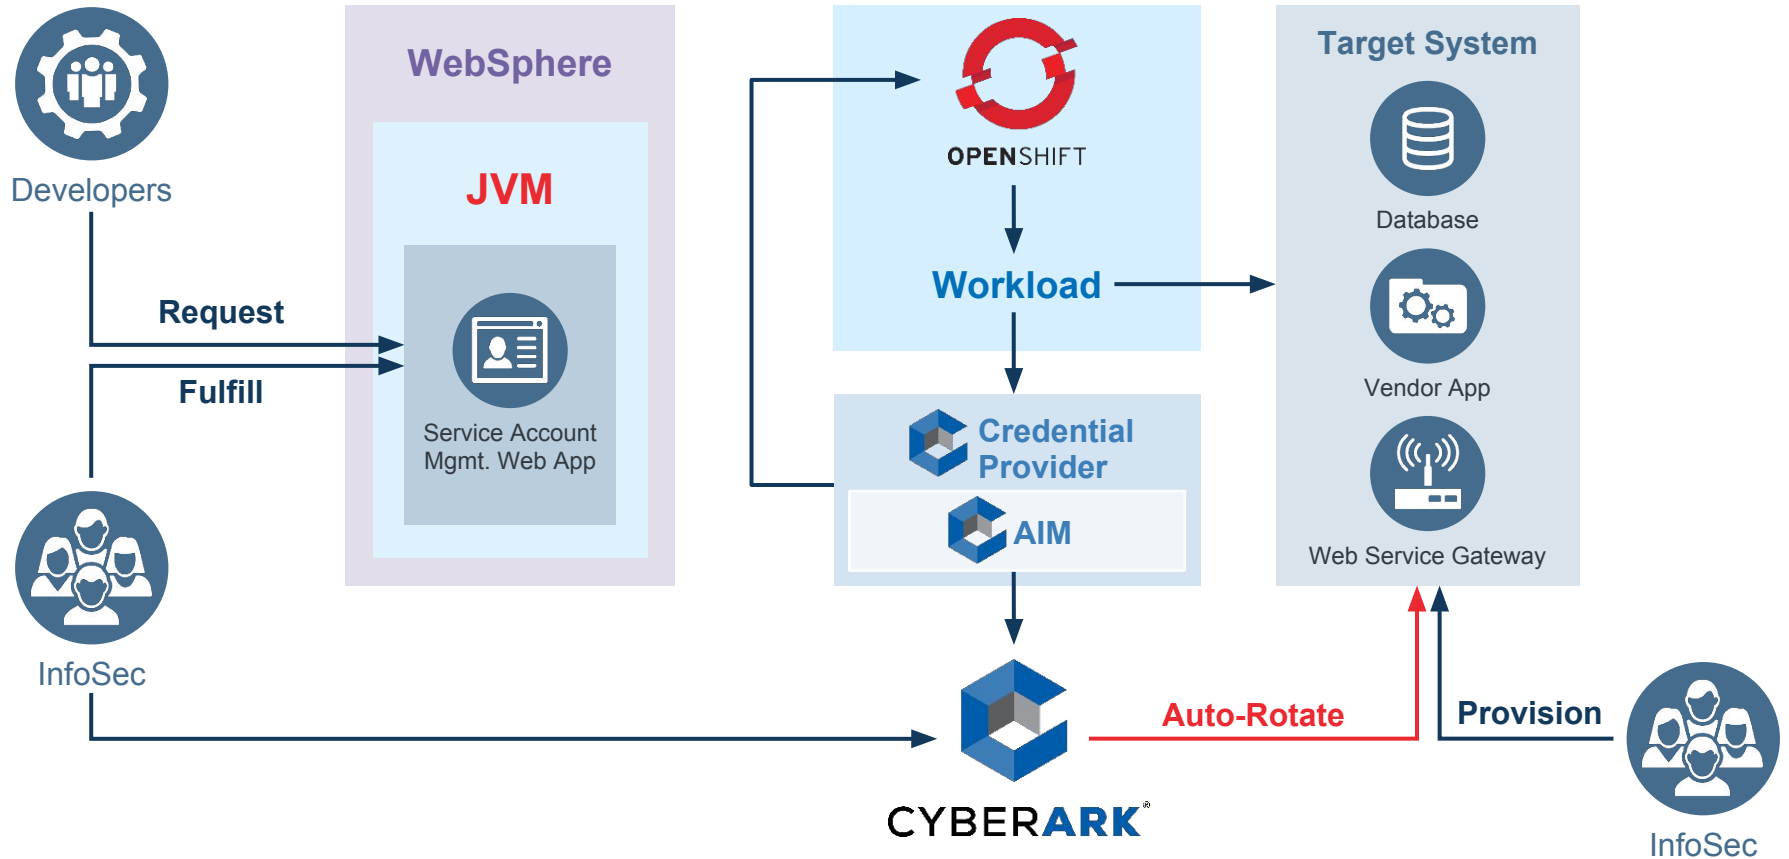 WebSphere
Target System
JVM
OPENSHIFT
Developers
Database
Workload
Request
Fulfill
Vendor App
Service Account
Mgmt. Web App
Credential
Provider
AIM
Web Service Gateway
InfoSec
Auto-Rotate
Provision
CYBERARK®
InfoSec